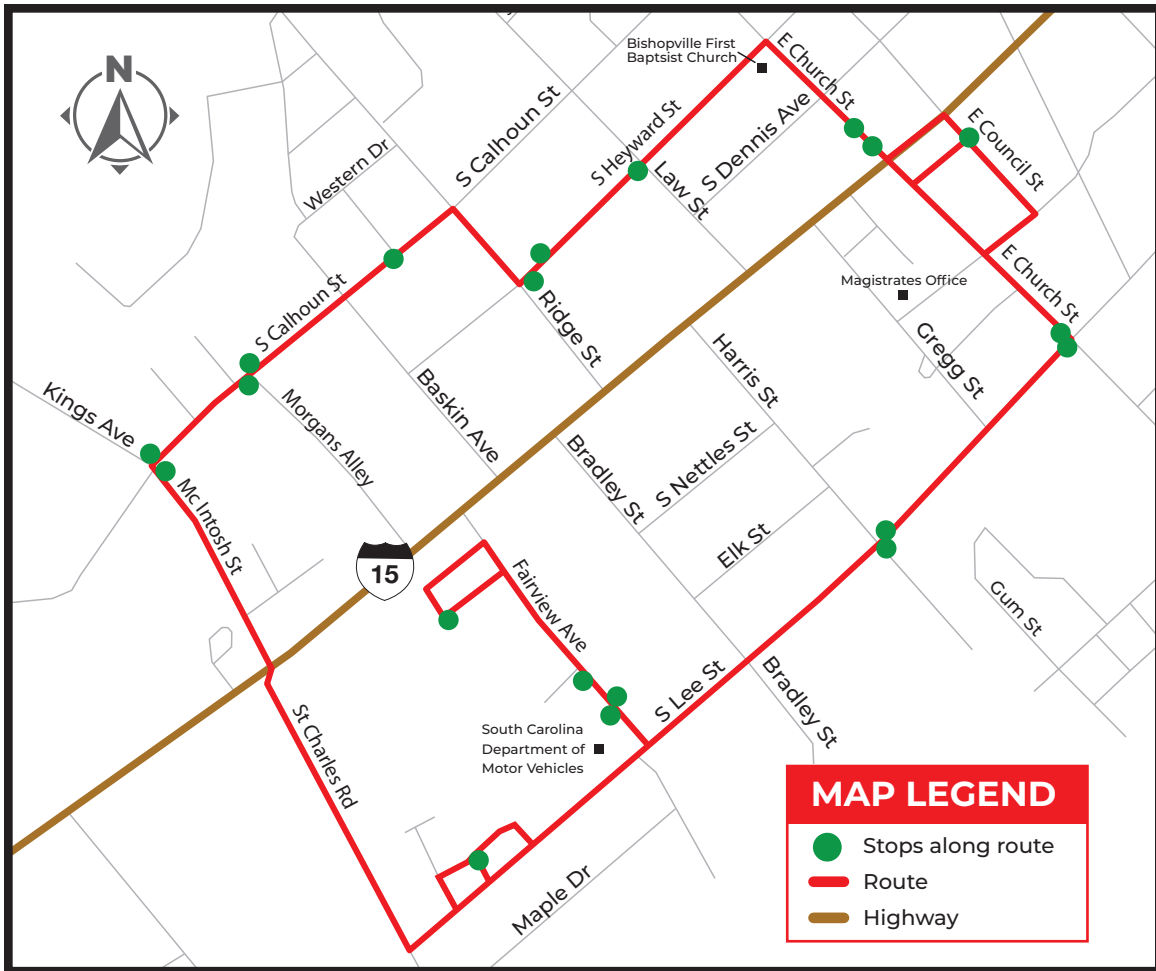 N
Bishopville First
Baptsist Church
E Church St
S Calhoun St
E Council St
S Dennis Ave
S Heyward St
Western Dr
Law St
E Church St
Magistrates Office
S Calhoun St
Ridge St
Gregg St
Harris St
Kings Ave
Baskin Ave
Morgans Alley
S Nettles St
Bradley St
Mc Intosh St
Elk St
15
Fairview Ave
Gum St
S Lee St
Bradley St
St Charles Rd
South Carolina
Department of
Motor Vehicles
Maple Dr
MAP LEGEND
Stops along route
Route
Highway